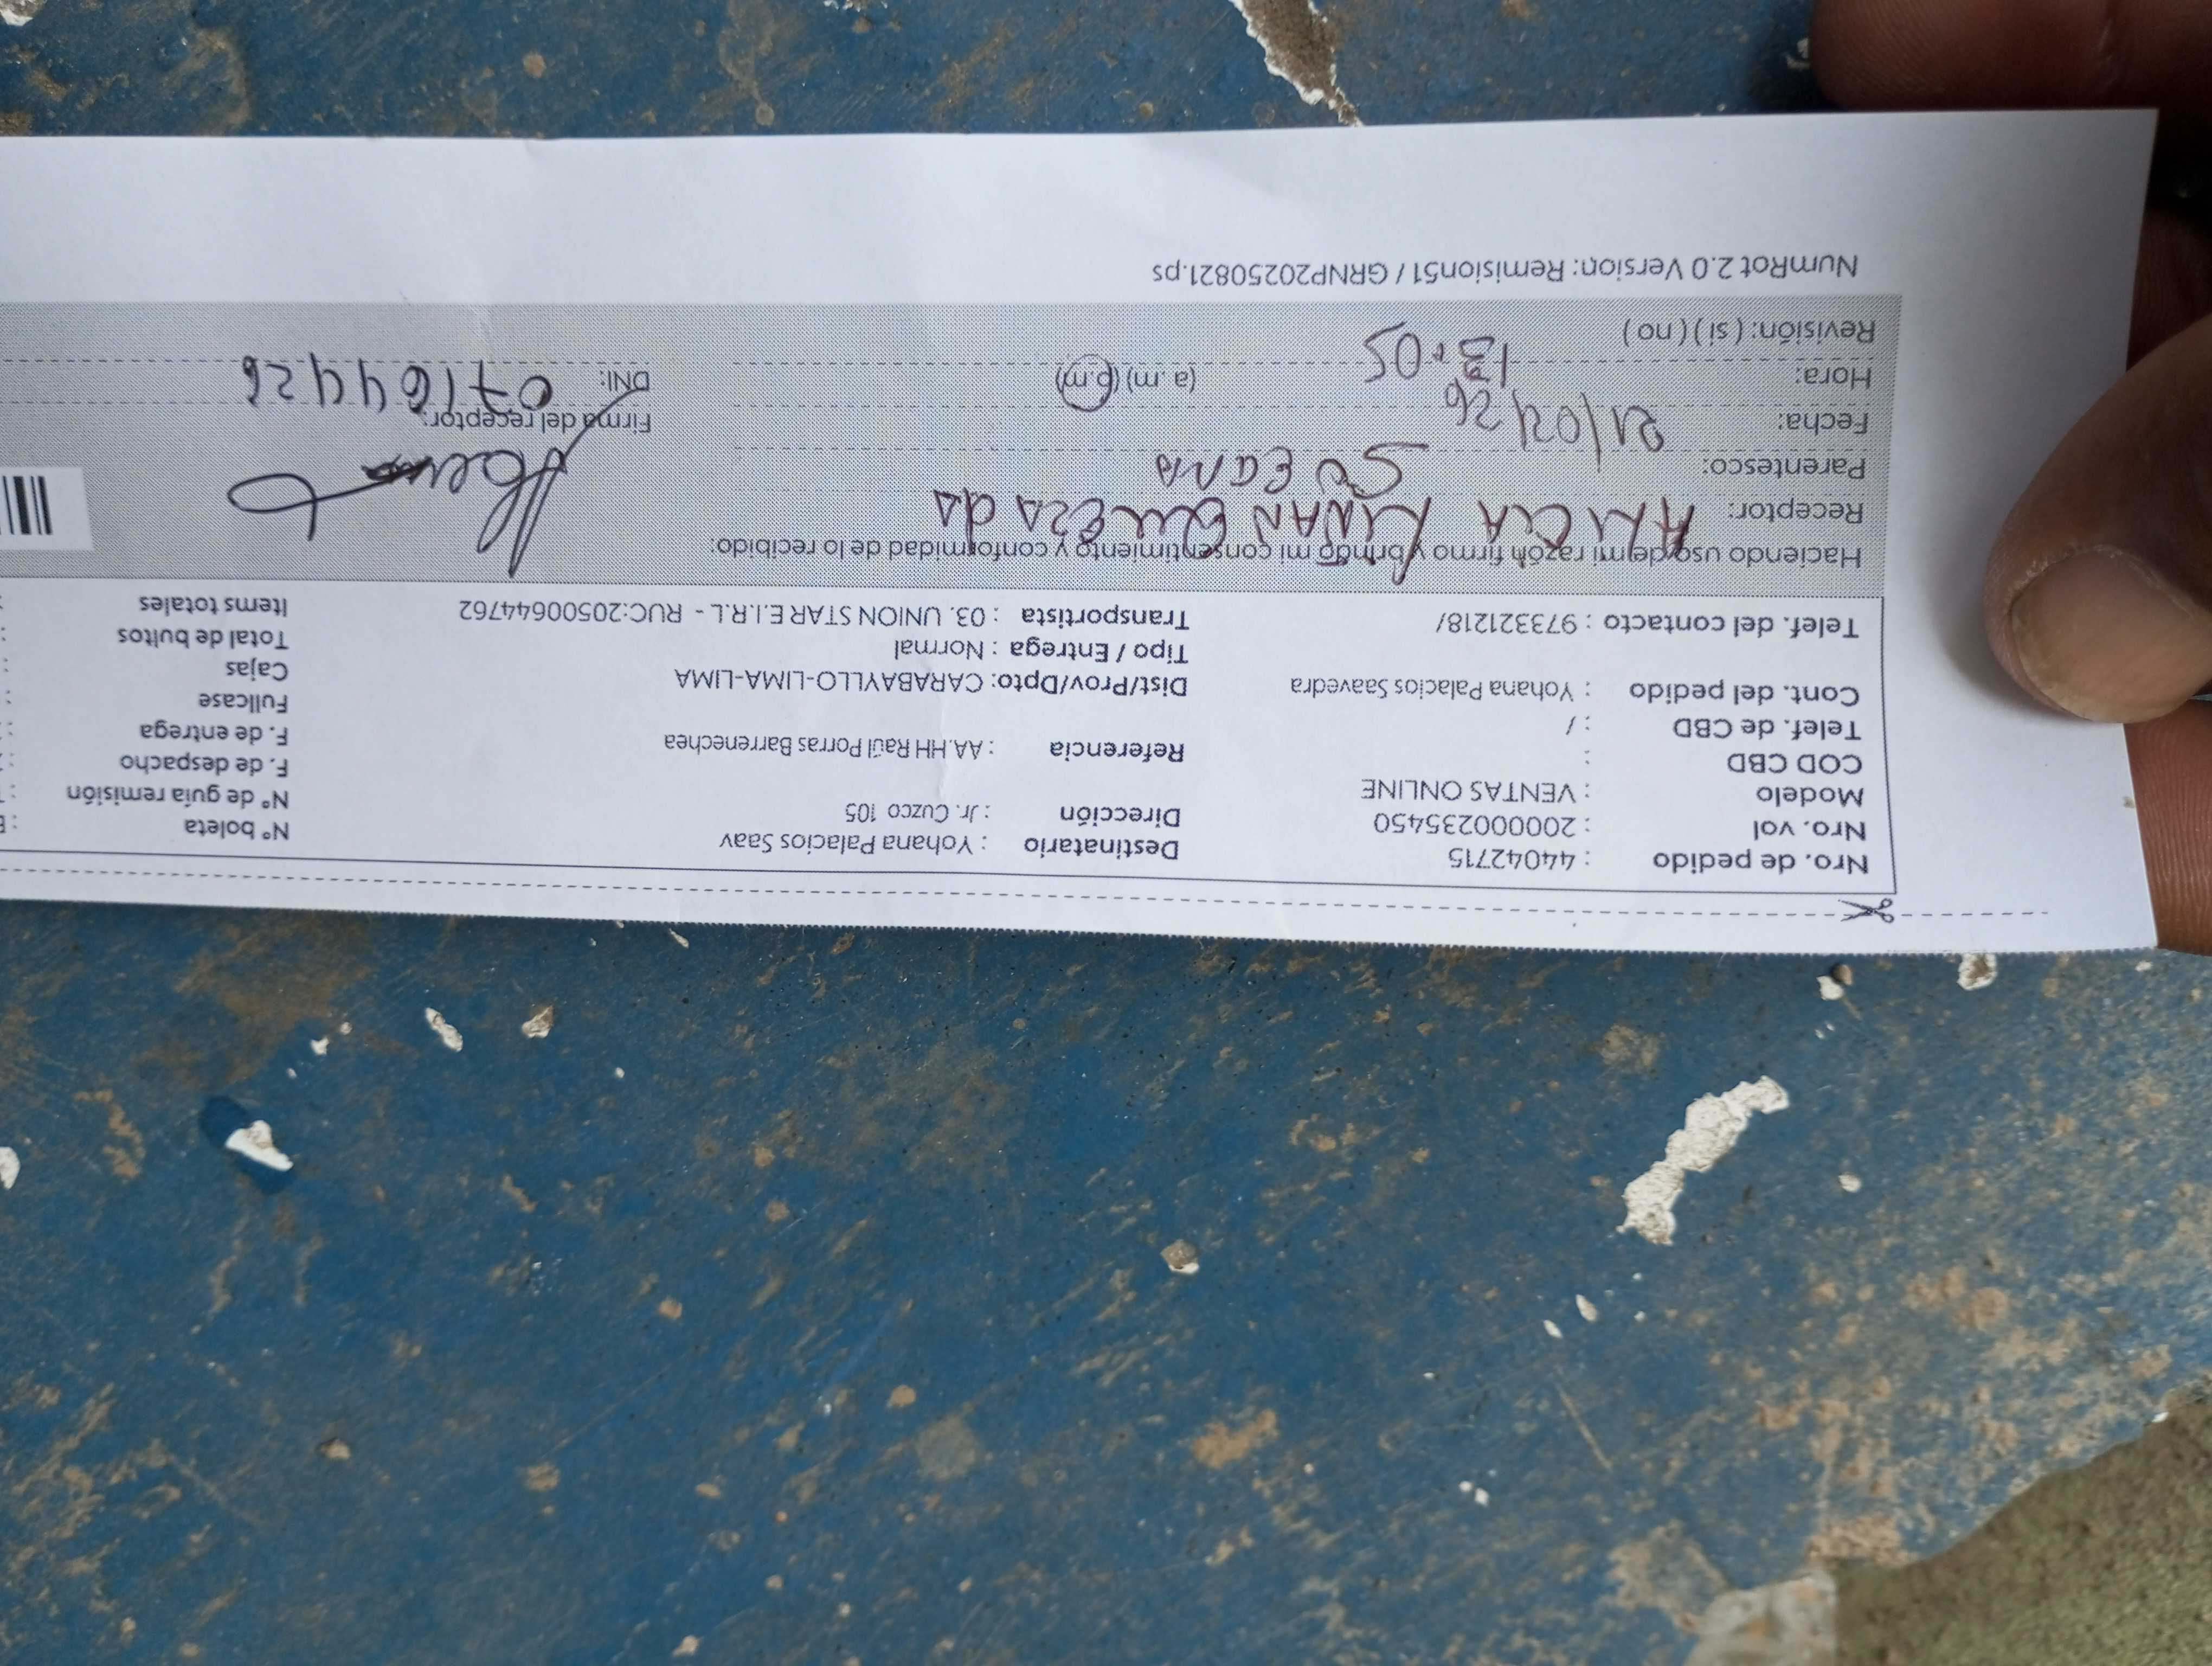 Nro. de pedido : 44042715
Nro. vol : 200000235450
Modelo : VENTAS ONLINE
COD CBD :
Telef. de CBD : /
Cont. del pedido : Yohana Palacios Saavedra
Telef. del contacto : 973321218/
Destinatario : Yohana Palacios Saav
Dirección : Jr. Cuzco 105
Referencia : AA.HH Raúl Porras Barrenechea
Dist/Prov/Dpto: CARABAYLLO-LIMA-LIMA
Tipo / Entrega : Normal
Transportista : 03. UNION STAR E.I.R.L - RUC:20500644762
Nº boleta :
Nº de guía remisión :
F. de despacho :
F. de entrega :
Fullcase :
Cajas :
Total de bultos :
Items totales :
Haciendo uso de mi razón firmo y brindo mi consentimiento y conformidad de lo recibido:
Receptor: ALICIA LIÑAN
Parentesco: SUEGRA
Fecha: 21/02/26
Hora: 13:05 (a.m) (p.m)
Revisión: ( si ) ( no )
Firma del receptor:
DNI: 07164426
NumRot 2.0 Version: Remision51 / GRNP20250821.ps